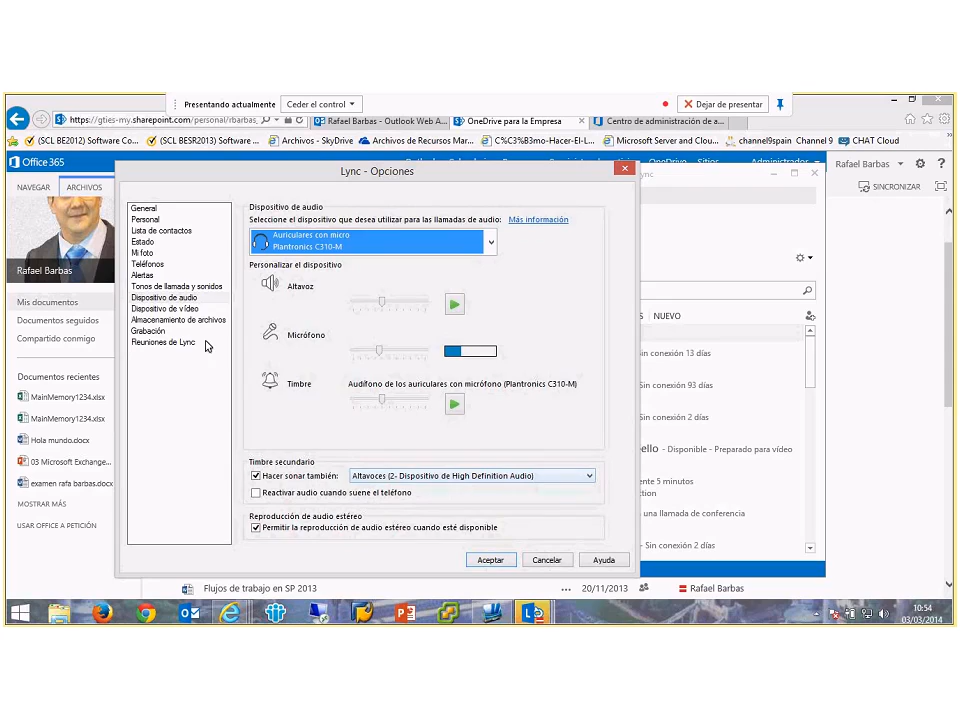 Presentando actualmente
Ceder el control
Dejar de presentar
https://gties-my.sharepoint.com/personal/rbarbas_
Rafael Barbas - Outlook Web A...
OneDrive para la Empresa
Centro de administración de a...
(SCL BE2012) Software Co...
(SCL BESR2013) Software ...
Archivos - SkyDrive
Archivos de Recursos Mar...
C%C3%B3mo-Hacer-El-L...
Microsoft Server and Clou...
channel9spain
Channel 9
CHAT Cloud
Office 365
Rafael Barbas
NAVEGAR
ARCHIVOS
SINCRONIZAR
Lync - Opciones
General
Personal
Lista de contactos
Estado
Mi foto
Teléfonos
Alertas
Tonos de llamada y sonidos
Dispositivo de audio
Dispositivo de vídeo
Almacenamiento de archivos
Grabación
Reuniones de Lync
Dispositivo de audio
Seleccione el dispositivo que desea utilizar para las llamadas de audio:
Más información
Auriculares con micro
Plantronics C310-M
Personalizar el dispositivo
Altavoz
Micrófono
Timbre
Audífono de los auriculares con micrófono (Plantronics C310-M)
Timbre secundario
Hacer sonar también:
Altavoces (2- Dispositivo de High Definition Audio)
Reactivar audio cuando suene el teléfono
Reproducción de audio estéreo
Permitir la reproducción de audio estéreo cuando esté disponible
Aceptar
Cancelar
Ayuda
Rafael Barbas
Mis documentos
Documentos seguidos
Compartido conmigo
Documentos recientes
MainMemory1234.xlsx
MainMemory1234.xlsx
Hola mundo.docx
03 Microsoft Exchange...
examen rafa barbas.docx
MOSTRAR MÁS
USAR OFFICE A PETICIÓN
NUEVO
Sin conexión 13 días
Sin conexión 93 días
Sin conexión 2 días
ello - Disponible - Preparado para vídeo
ente 5 minutos
ction
una llamada de conferencia
- Sin conexión 2 días
Flujos de trabajo en SP 2013
...
20/11/2013
Rafael Barbas
10:54
03/03/2014